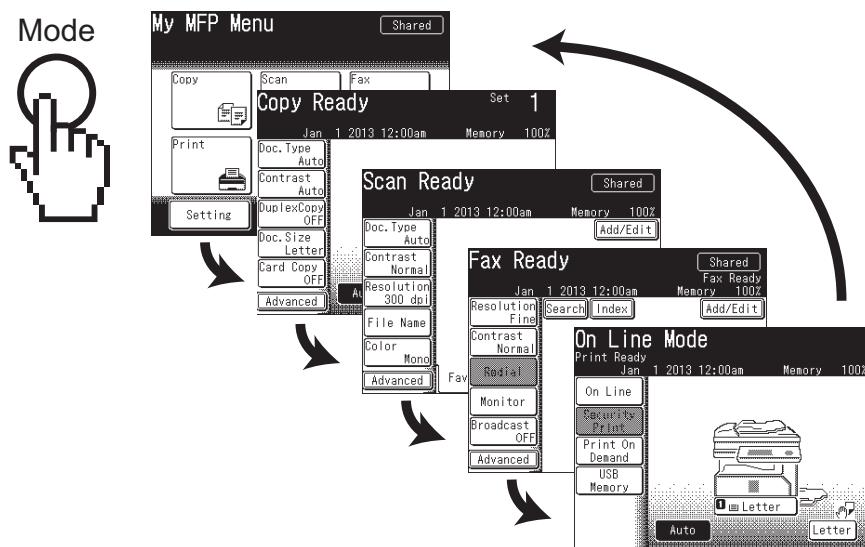 Mode
My MFP Menu
Shared
Copy
Scan
Fax
Print
Setting
Copy Ready
Set 1
Jan 1 2013 12:00am Memory 100%
Doc.Type
Auto
Contrast
Auto
DuplexCopy
OFF
Doc.Size
Letter
Card Copy
OFF
Advanced
Scan Ready
Shared
Jan 1 2013 12:00am Memory 100%
Doc.Type
Auto
Add/Edit
Contrast
Normal
Resolution
300 dpi
File Name
Color
Mono
Advanced
Fav
Fax Ready
Shared
Fax Ready
Jan 1 2013 12:00am Memory 100%
Resolution
Fine
Search Index Add/Edit
Contrast
Normal
Redial
Monitor
Broadcast
OFF
Advanced
On Line Mode
Print Ready
Jan 1 2013 12:00am Memory 100%
On Line
Security
Print
Print On
Demand
USB
Memory
1 Letter
Auto
Letter